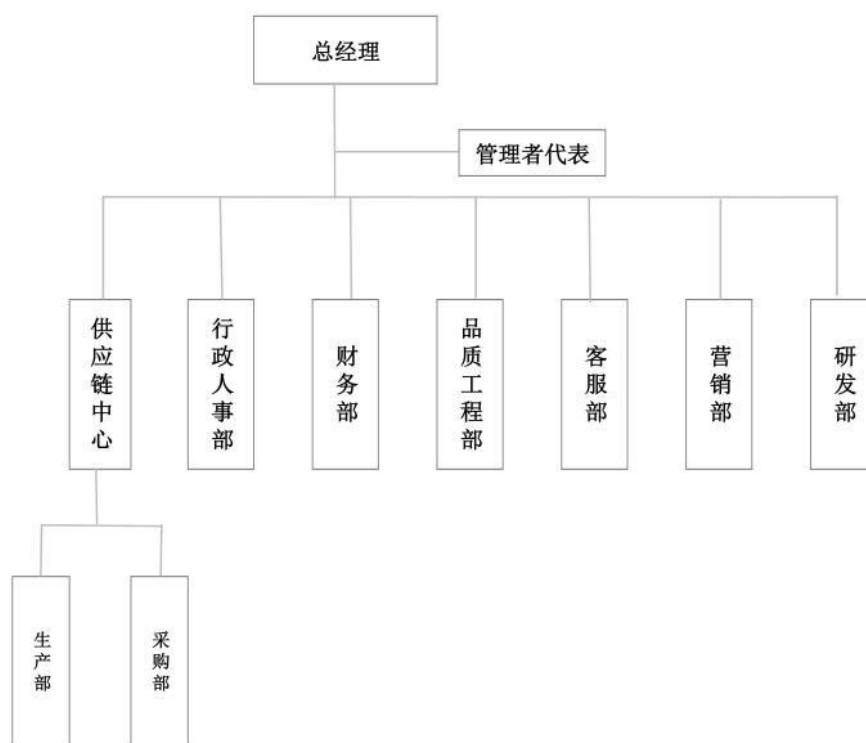 总经理
管理者代表
供应链中心
行政人事部
财务部
品质工程部
客服部
营销部
研发部
生产部
采购部